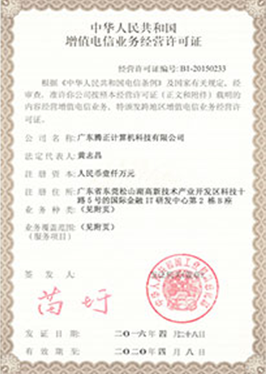 中华人民共和国
增值电信业务经营许可证
经营许可证编号: B1-20150233
根据《中华人民共和国电信条例》及国家有关规定,经
审查,准许你公司按照本经营许可证(正文和附件)载明的
内容经营增值电信业务。特颁发跨地区增值电信业务经营许
可证。
公司名称: 广东腾正计算机科技有限公司
法定代表人: 黄志昌
注册资本: 人民币壹仟万元
注册住所: 广东省东莞松山湖高新技术产业开发区科技十
路5号的国际金融IT研发中心第2栋B座
业务种类: (见附页)
业务覆盖范围: (见附页)
(服务项目)
签发人
苗圩
发证日期: 二〇一六年四月二十八日
有效期至: 二〇二〇年四月八日